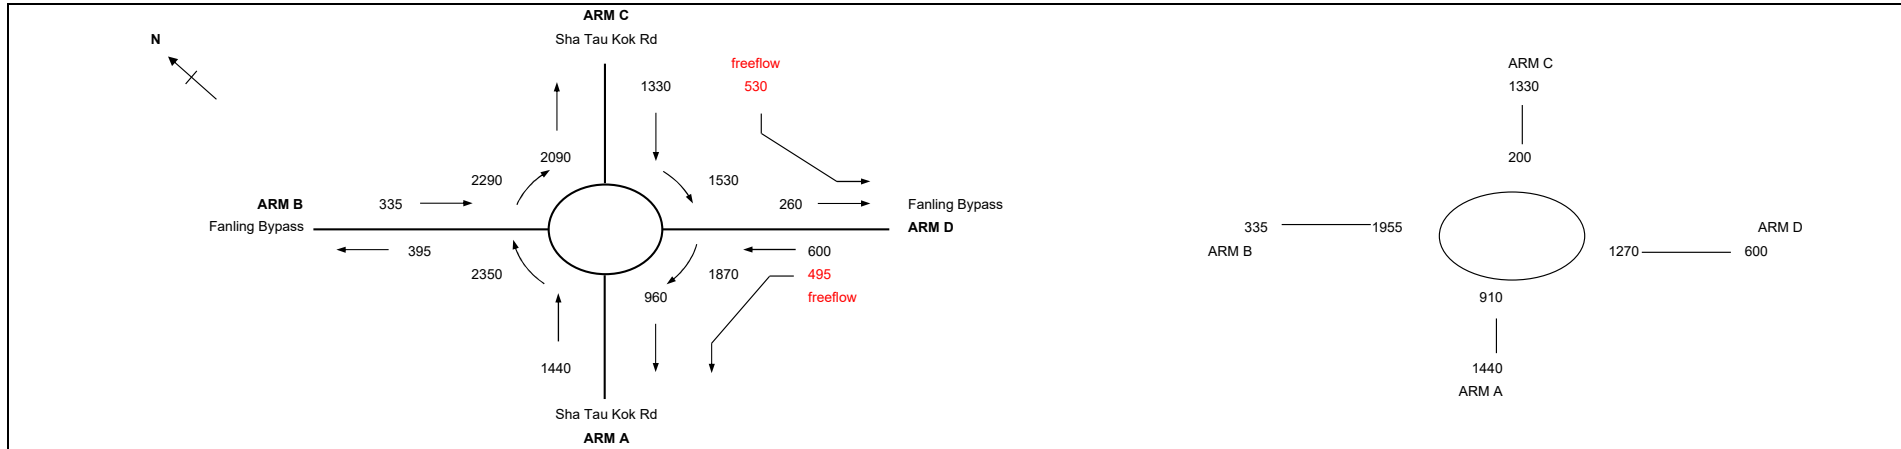 ARM C
Sha Tau Kok Rd
N
freeflow
1330
530
2090
2290
1530
ARM B
335
260
Fanling Bypass
Fanling Bypass
ARM D
395
600
2350
1870
495
960
freeflow
1440
Sha Tau Kok Rd
ARM A
ARM C
1330
200
335
1955
ARM D
ARM B
1270
600
910
1440
ARM A